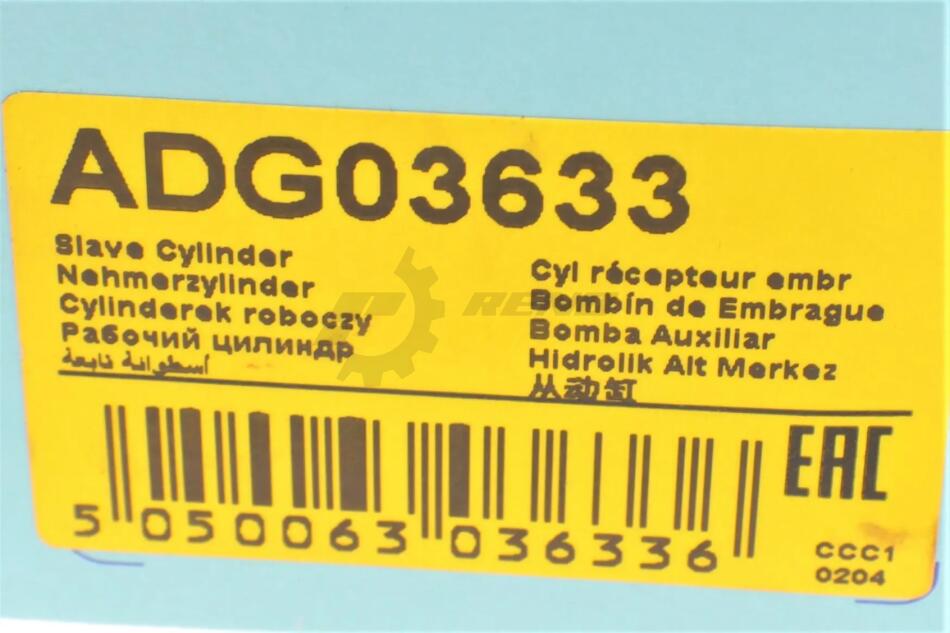 ADG03633
Slave Cylinder
Nehmerzylinder
Cylinderek roboczy
Рабочий цилиндр
أسطوانة تابعة
Cyl récepteur embr
Bombín de Embrague
Bomba Auxiliar
Hidrolik Alt Merkez
从动缸
EAC
5 050063 036336
CCC1
0204